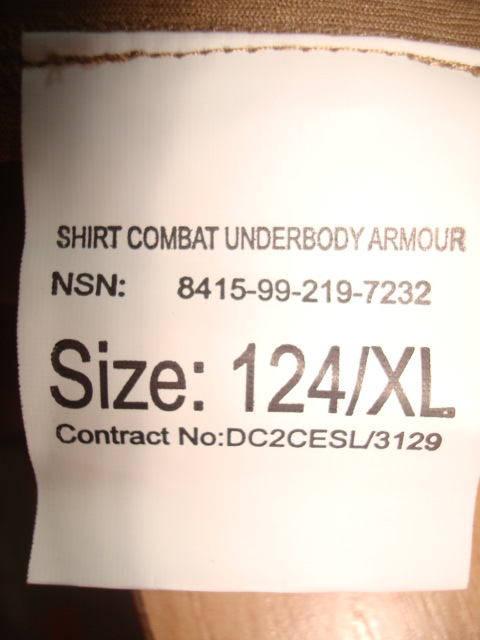 SHIRT COMBAT UNDERBODY ARMOUR
NSN: 8415-99-219-7232
Size: 124/XL
Contract No:DC2CESL/3129